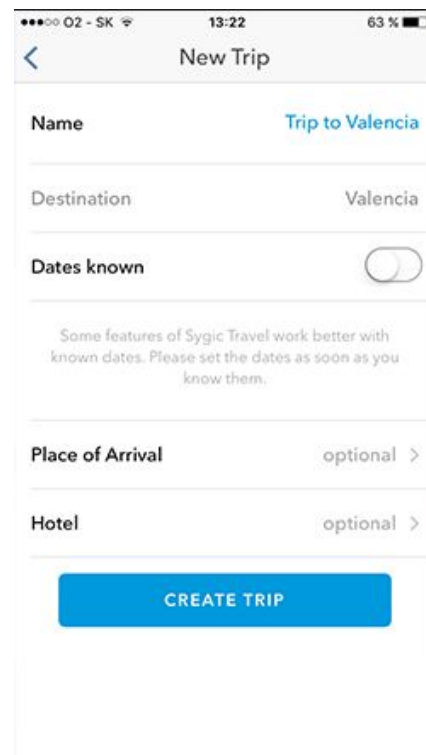 O2 - SK 13:22 63 %
New Trip
Name Trip to Valencia
Destination Valencia
Dates known
Some features of Sygic Travel work better with
known dates. Please set the dates as soon as you
know them.
Place of Arrival optional
Hotel optional
CREATE TRIP